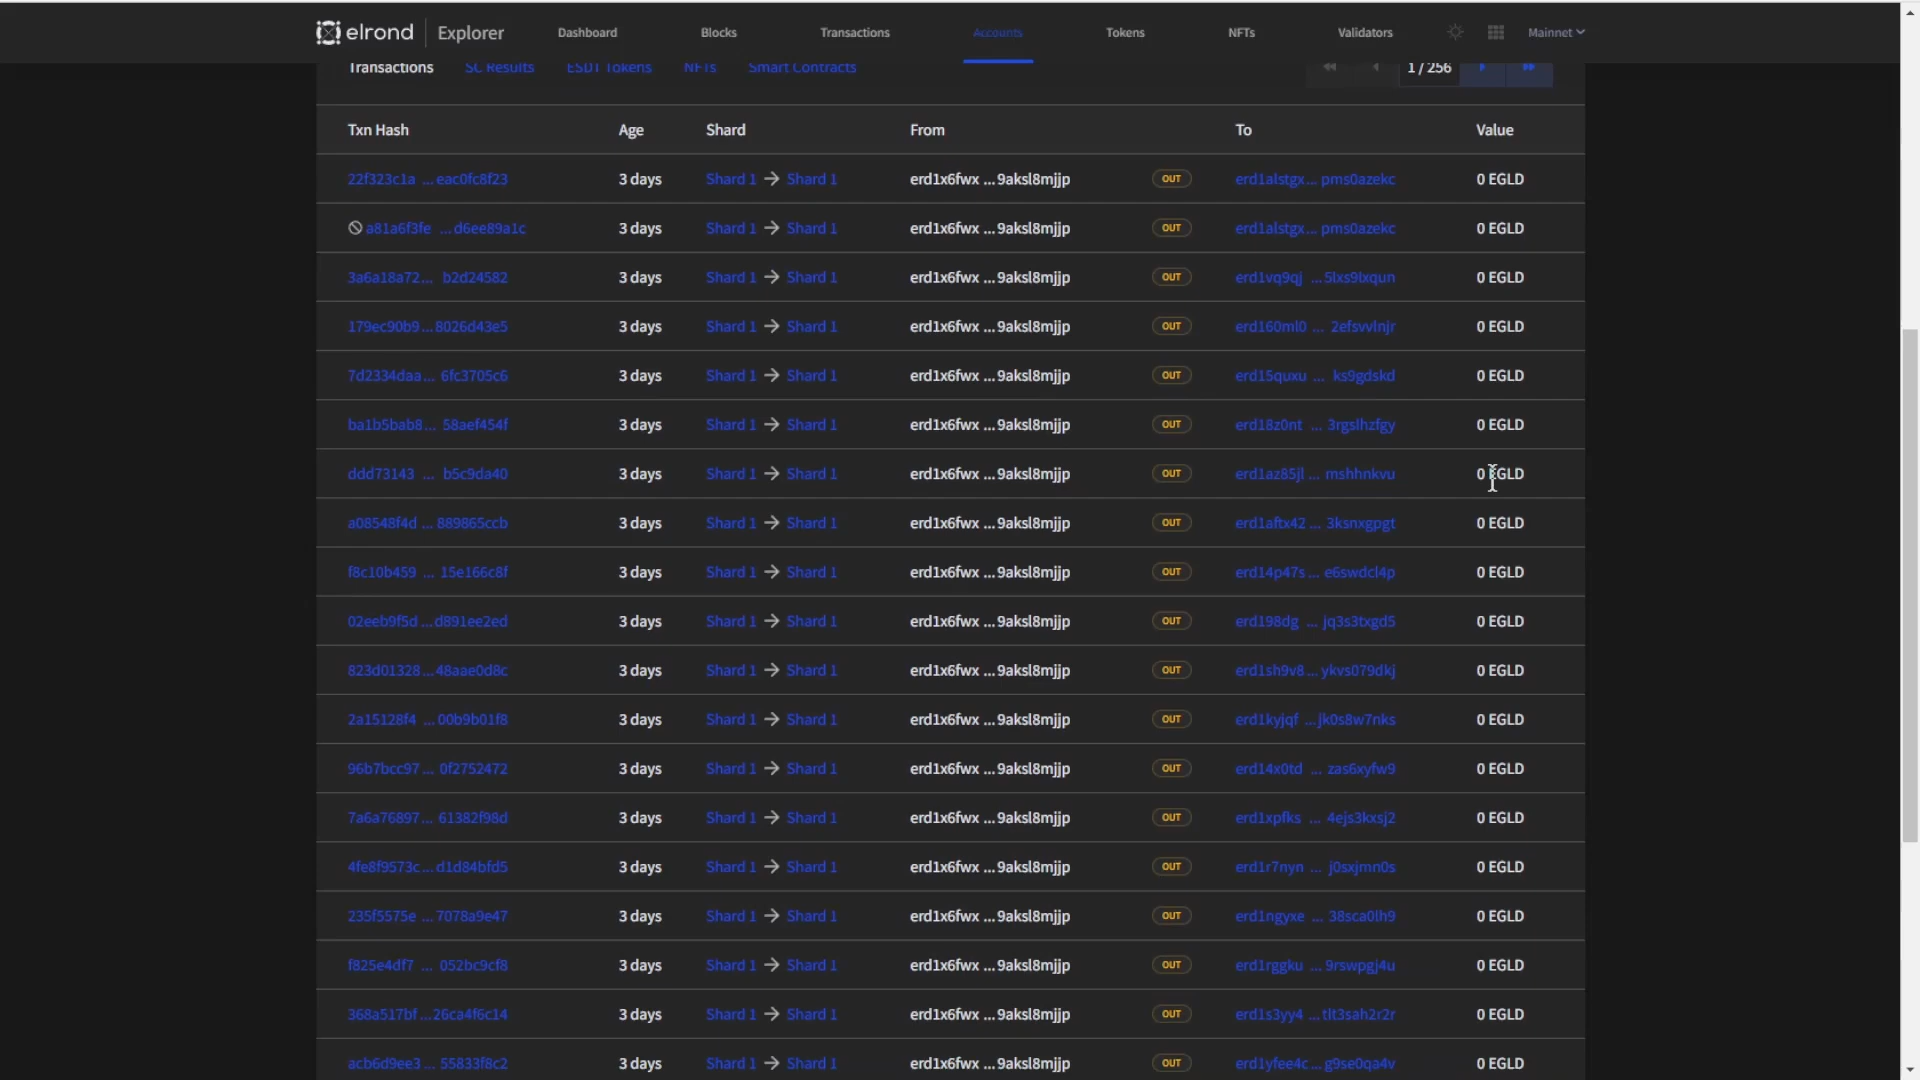 elrond Explorer Dashboard Blocks Transactions Accounts Tokens NFTs Validators Mainnet
Transactions SC Results ESDT Tokens NFTs Smart Contracts 1 / 256
Txn Hash Age Shard From To Value
22f323c1a ... eac0fc8f23 3 days Shard 1 → Shard 1 erd1x6fwx ... 9aksl8mjjp OUT erd1alstgx... pms0azekc 0 EGLD
a81a6f3fe ... d6ee89a1c 3 days Shard 1 → Shard 1 erd1x6fwx ... 9aksl8mjjp OUT erd1alstgx... pms0azekc 0 EGLD
3a6a18a72... b2d24582 3 days Shard 1 → Shard 1 erd1x6fwx ... 9aksl8mjjp OUT erd1vq9qj ... 5lxs9lxqun 0 EGLD
179ec90b9 ... 8026d43e5 3 days Shard 1 → Shard 1 erd1x6fwx ... 9aksl8mjjp OUT erd160ml0 ... 2efsvvlnjr 0 EGLD
7d2334daa... 6fc3705c6 3 days Shard 1 → Shard 1 erd1x6fwx ... 9aksl8mjjp OUT erd15quxu ... ks9gdskd 0 EGLD
ba1b5bab8... 58aef454f 3 days Shard 1 → Shard 1 erd1x6fwx ... 9aksl8mjjp OUT erd18z0nt ... 3rgslhzfgy 0 EGLD
ddd73143 ... b5c9da40 3 days Shard 1 → Shard 1 erd1x6fwx ... 9aksl8mjjp OUT erd1az85jl ... mshhnkvu 0 EGLD
a08548f4d ... 889865ccb 3 days Shard 1 → Shard 1 erd1x6fwx ... 9aksl8mjjp OUT erd1aftx42 ... 3ksnxgpgt 0 EGLD
f8c10b459 ... 15e166c8f 3 days Shard 1 → Shard 1 erd1x6fwx ... 9aksl8mjjp OUT erd14p47s ... e6swdcl4p 0 EGLD
02eeb9f5d ... d891ee2ed 3 days Shard 1 → Shard 1 erd1x6fwx ... 9aksl8mjjp OUT erd198dg ... jq3s3txgd5 0 EGLD
823d01328 ... 48aae0d8c 3 days Shard 1 → Shard 1 erd1x6fwx ... 9aksl8mjjp OUT erd1sh9v8 ... ykvs079dkj 0 EGLD
2a15128f4 ... 00b9b01f8 3 days Shard 1 → Shard 1 erd1x6fwx ... 9aksl8mjjp OUT erd1kyjqf ... jk0s8w7nks 0 EGLD
96b7bcc97 ... 0f2752472 3 days Shard 1 → Shard 1 erd1x6fwx ... 9aksl8mjjp OUT erd14x0td ... zas6xyfw9 0 EGLD
7a6a76897 ... 61382f98d 3 days Shard 1 → Shard 1 erd1x6fwx ... 9aksl8mjjp OUT erd1xpfks ... 4ejs3kxsj2 0 EGLD
4fe8f9573c ... d1d84bfd5 3 days Shard 1 → Shard 1 erd1x6fwx ... 9aksl8mjjp OUT erd1r7nyn ... j0sxjmn0s 0 EGLD
235f5575e ... 7078a9e47 3 days Shard 1 → Shard 1 erd1x6fwx ... 9aksl8mjjp OUT erd1ngyxe ... 38sca0lh9 0 EGLD
f825e4df7 ... 052bc9cf8 3 days Shard 1 → Shard 1 erd1x6fwx ... 9aksl8mjjp OUT erd1rggku ... 9rswpgj4u 0 EGLD
368a517bf ... 26ca4f6c14 3 days Shard 1 → Shard 1 erd1x6fwx ... 9aksl8mjjp OUT erd1s3yy4 ... tlt3sah2r2r 0 EGLD
acb6d9ee3 ... 55833f8c2 3 days Shard 1 → Shard 1 erd1x6fwx ... 9aksl8mjjp OUT erd1yfee4c ... g9se0qa4v 0 EGLD